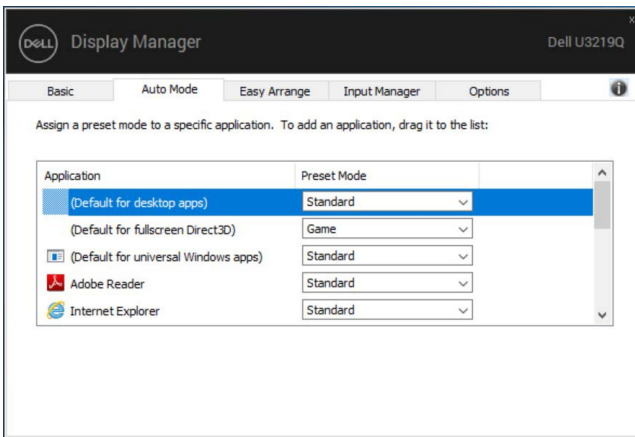 DELL Display Manager Dell U3219Q
Basic Auto Mode Easy Arrange Input Manager Options
Assign a preset mode to a specific application. To add an application, drag it to the list:
Application Preset Mode
(Default for desktop apps) Standard
(Default for fullscreen Direct3D) Game
(Default for universal Windows apps) Standard
Adobe Reader Standard
Internet Explorer Standard